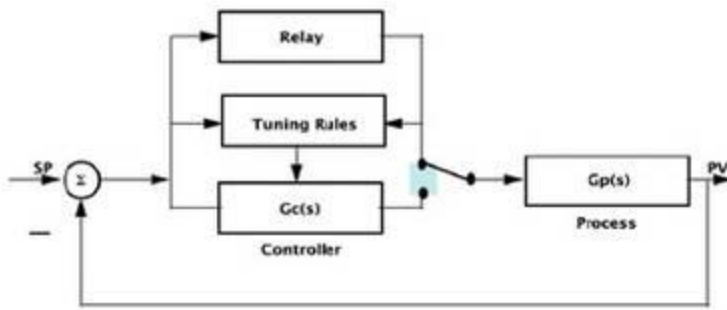 Relay
Tuning Rules
SP
Σ
Gc(s)
Controller
Gp(s)
Process
PV